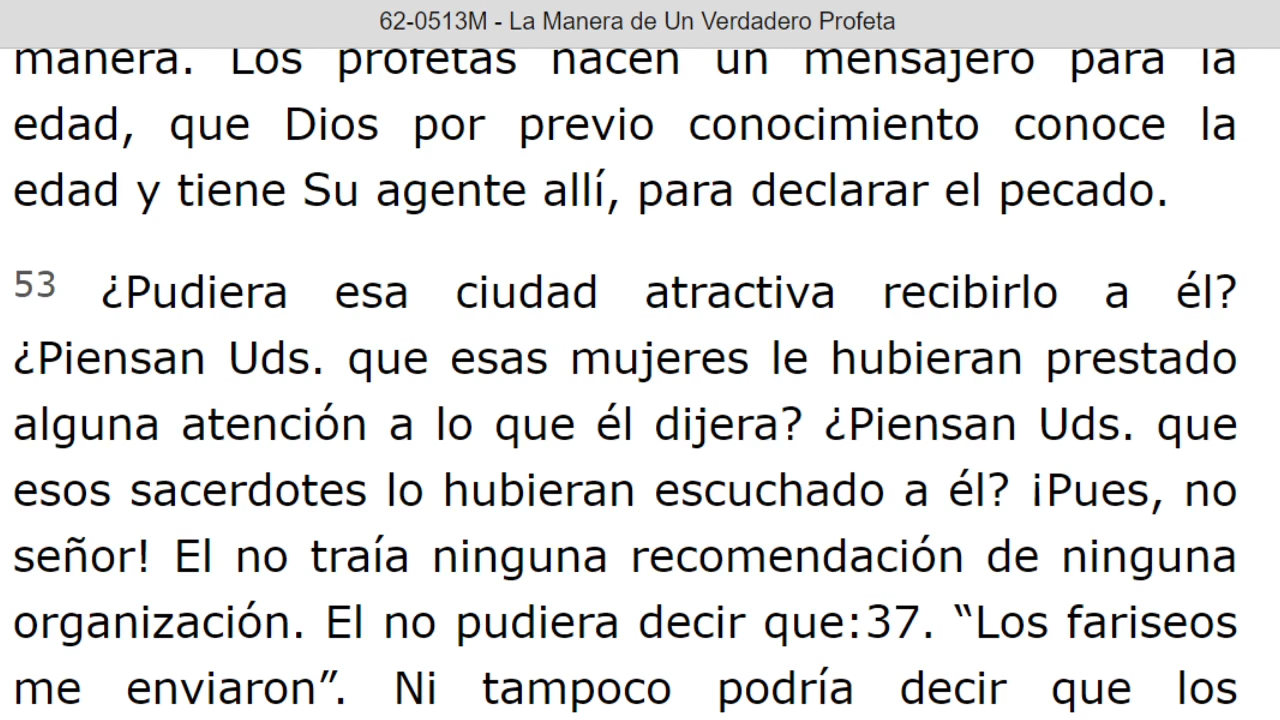 62-0513M - La Manera de Un Verdadero Profeta
manera. Los profetas nacen un mensajero para la
edad, que Dios por previo conocimiento conoce la
edad y tiene Su agente allí, para declarar el pecado.
53 ¿Pudiera esa ciudad atractiva recibirlo a él?
¿Piensan Uds. que esas mujeres le hubieran prestado
alguna atención a lo que él dijera? ¿Piensan Uds. que
esos sacerdotes lo hubieran escuchado a él? ¡Pues, no
señor! El no traía ninguna recomendación de ninguna
organización. El no pudiera decir que:37. “Los fariseos
me enviaron”. Ni tampoco podría decir que los